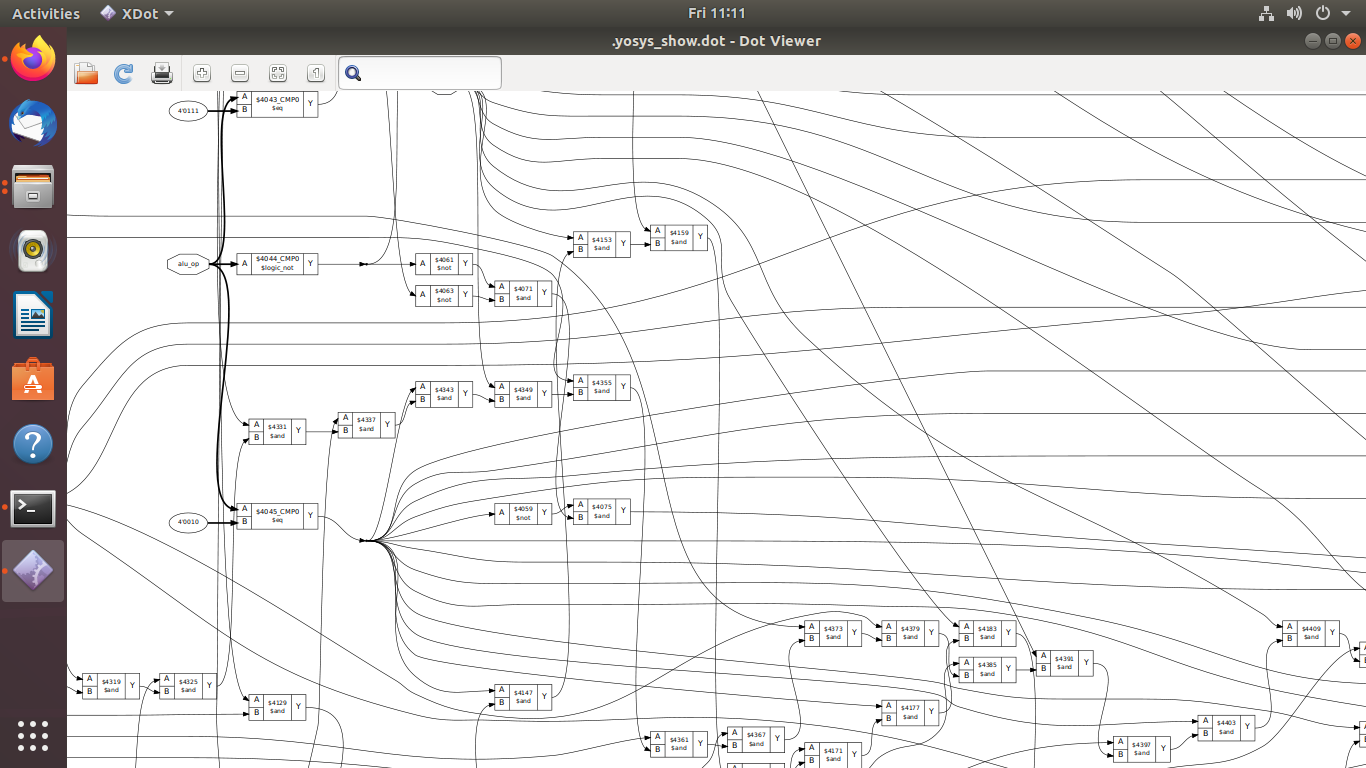 Activities XDot Fri 11:11
.yosys_show.dot - Dot Viewer
1
4'0111
A $4043_CMP0 Y
B $eq
A $4153 Y
B $and
A $4159 Y
B $and
alu_op
A $4044_CMP0 Y
$logic_not
A $4061 Y
$not
A $4063 Y
$not
A $4071 Y
B $and
A $4343 Y
B $and
A $4349 Y
B $and
A $4355 Y
B $and
A $4331 Y
B $and
A $4337 Y
B $and
4'0010
A $4045_CMP0 Y
B $eq
A $4059 Y
$not
A $4075 Y
B $and
A $4373 Y
B $and
A $4379 Y
B $and
A $4183 Y
B $and
A $4409 Y
B $and
A $4385 Y
B $and
A $4391 Y
B $and
A
A $4319 Y
B $and
A $4325 Y
B $and
A $4129 Y
B $and
A $4147 Y
B $and
A $4177 Y
B $and
A $4403 Y
B $and
A $4361 Y
B $and
A $4367 Y
B $and
A $4171 Y
B $and
A $4397 Y
B $and